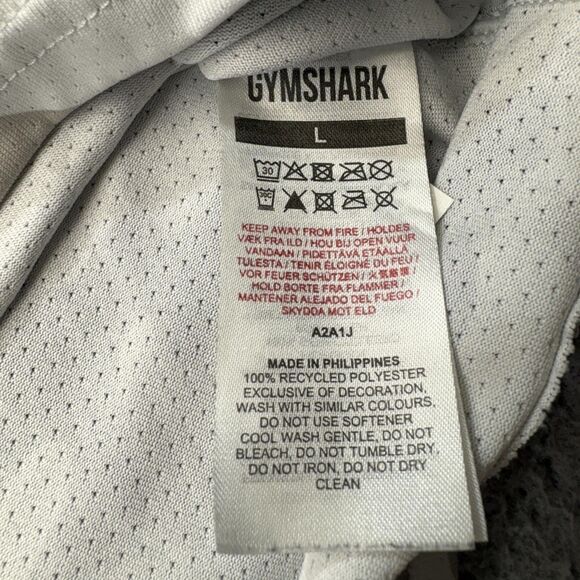 GYMSHARK
L
30
KEEP AWAY FROM FIRE / HOLDES
VÆK FRA ILD / HOU BIJ OPEN VUUR
VANDAAN / PIDETTÄVÄ ETÄÄLLÄ
TULESTA / TENIR ÉLOIGNÉ DU FEU /
VOR FEUER SCHÜTZEN / 火気厳禁
HOLD BORTE FRA FLAMMER /
MANTENER ALEJADO DEL FUEGO /
SKYDDA MOT ELD
A2A1J
MADE IN PHILIPPINES
100% RECYCLED POLYESTER
EXCLUSIVE OF DECORATION,
WASH WITH SIMILAR COLOURS,
DO NOT USE SOFTENER
COOL WASH GENTLE, DO NOT
BLEACH, DO NOT TUMBLE DRY,
DO NOT IRON, DO NOT DRY
CLEAN